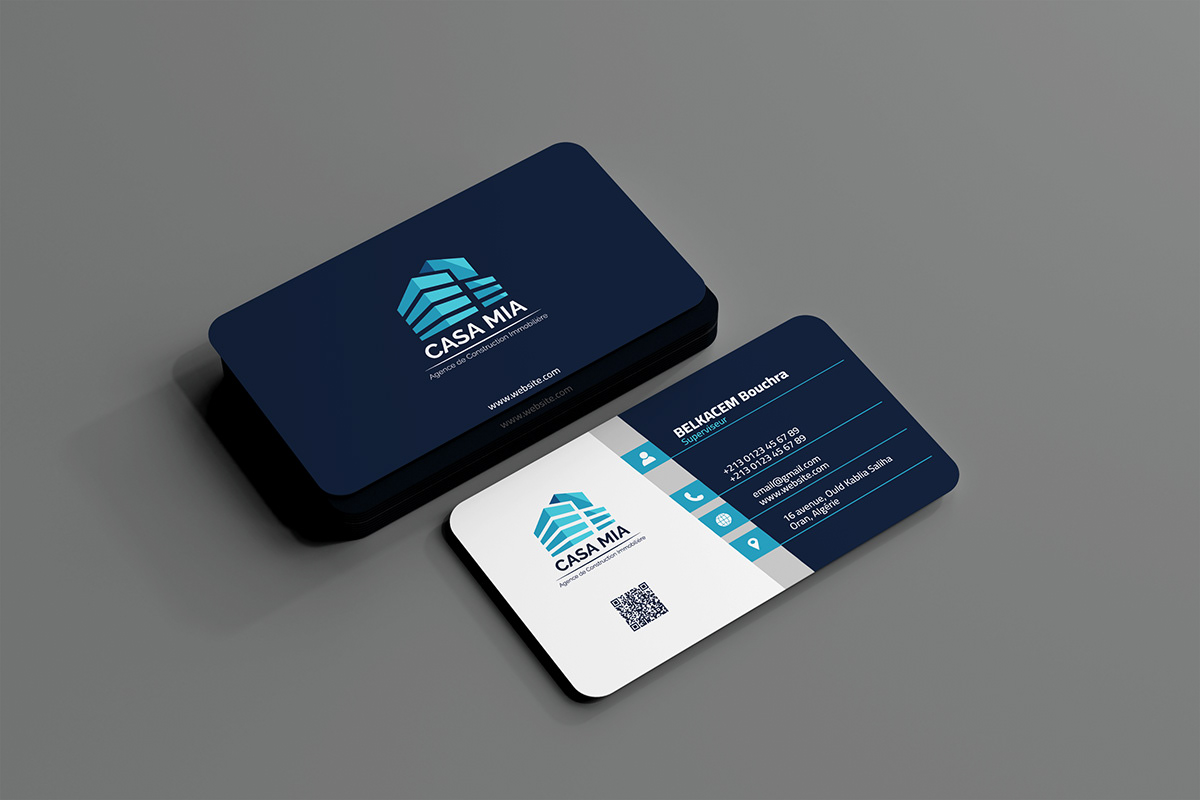 CASA MIA
Agence de Construction Immobilière
www.website.com
www.website.com
BELKACEM Bouchra
Superviseur
+213 0123 45 67 89
+213 0123 45 67 89
email@gmail.com
www.website.com
16 avenue, Ould Kablia Saliha
Oran, Algérie
CASA MIA
Agence de Construction Immobilière